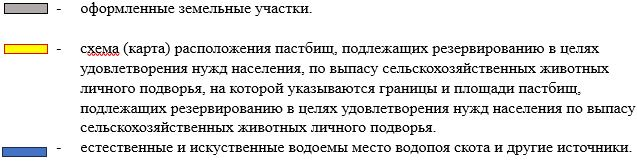 - оформленные земельные участки.
- схема (карта) расположения пастбищ, подлежащих резервированию в целях
удовлетворения нужд населения, по выпасу сельскохозяйственных животных
личного подворья, на которой указываются границы и площади пастбищ,
подлежащих резервированию в целях удовлетворения нужд населения по выпасу
сельскохозяйственных животных личного подворья.
- естественные и искуственные водоемы место водопоя скота и другие источники.